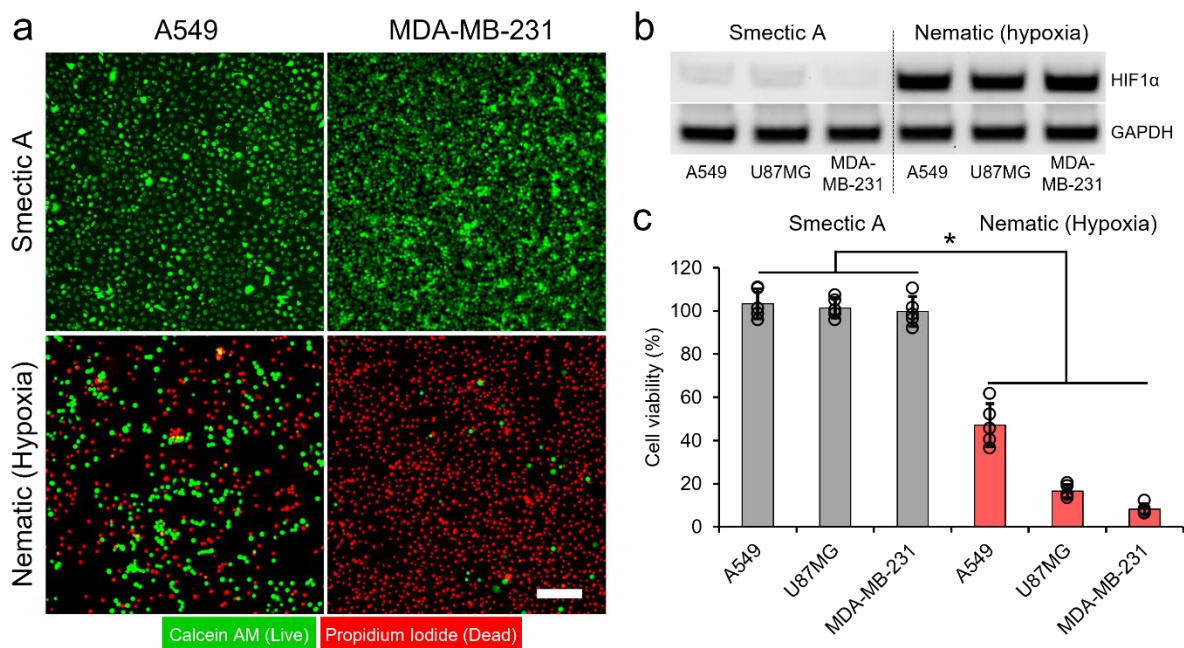 a
A549
MDA-MB-231
Smectic A
Nematic (Hypoxia)
Calcein AM (Live)
Propidium Iodide (Dead)
b
Smectic A
Nematic (hypoxia)
HIF1α
GAPDH
A549
U87MG
MDA-
MB-231
A549
U87MG
MDA-
MB-231
c
Smectic A
Nematic (Hypoxia)
*
Cell viability (%)
120
100
80
60
40
20
0
A549
U87MG
MDA-MB-231
A549
U87MG
MDA-MB-231